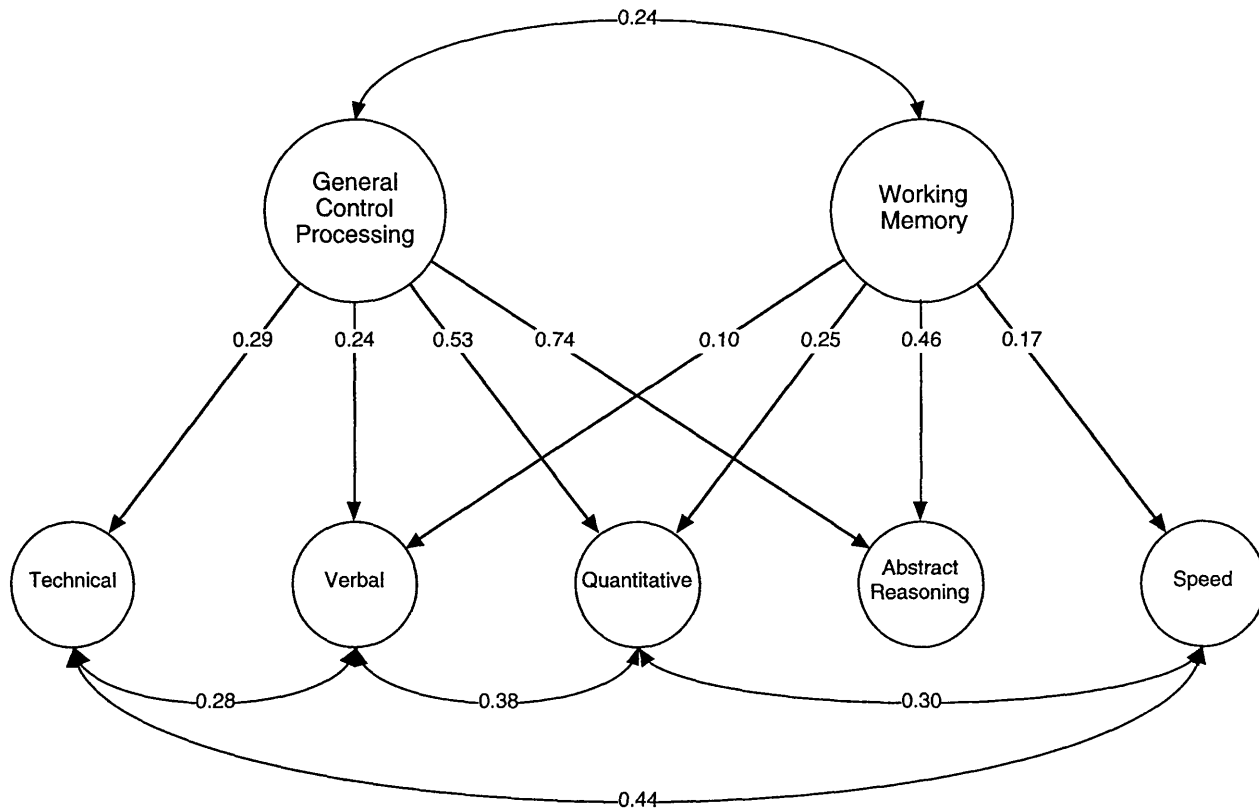 0.24
General
Control
Processing
Working
Memory
0.29
0.24
0.53
0.74
0.10
0.25
0.46
0.17
Technical
Verbal
Quantitative
Abstract
Reasoning
Speed
0.28
0.38
0.30
0.44